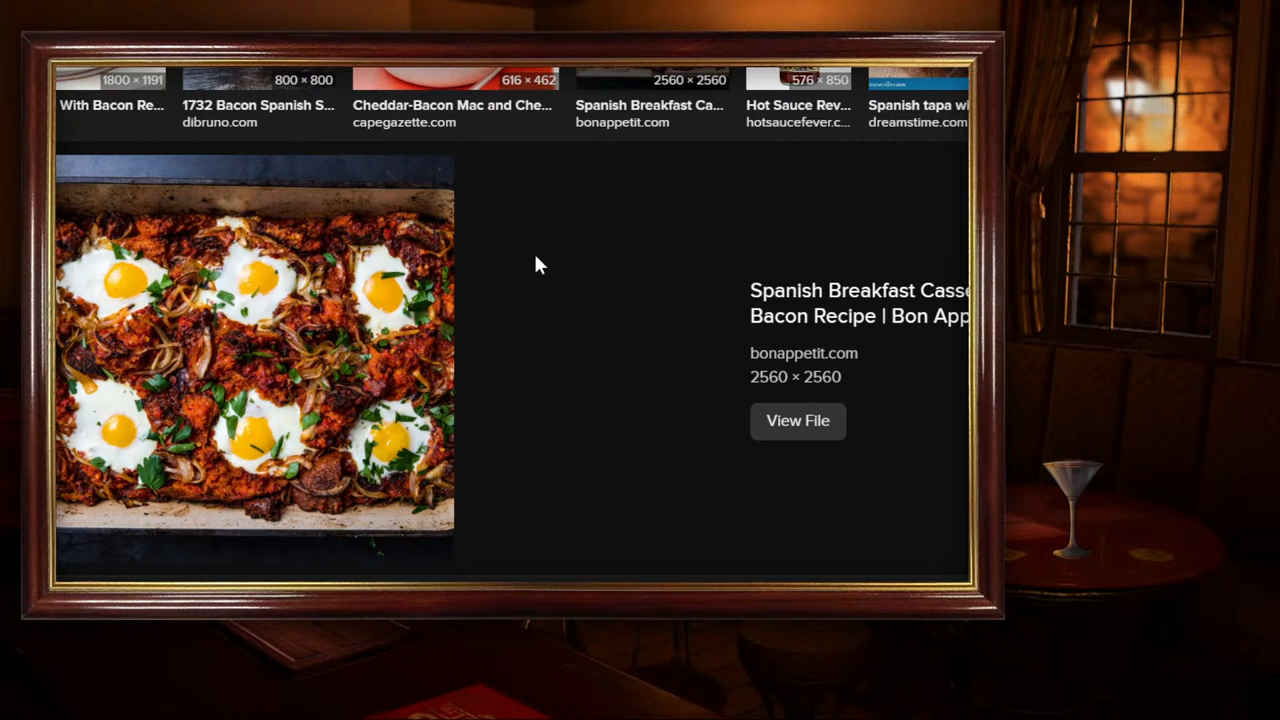 1800 × 1191
800 × 800
616 × 462
2560 × 2560
576 × 850
With Bacon Re...
1732 Bacon Spanish S...
Cheddar-Bacon Mac and Che...
Spanish Breakfast Ca...
Hot Sauce Rev...
Spanish tapa wi
dibruno.com
capegazette.com
bonappetit.com
hotsaucefever.c...
dreamstime.com
Spanish Breakfast Casse
Bacon Recipe | Bon App
bonappetit.com
2560 × 2560
View File